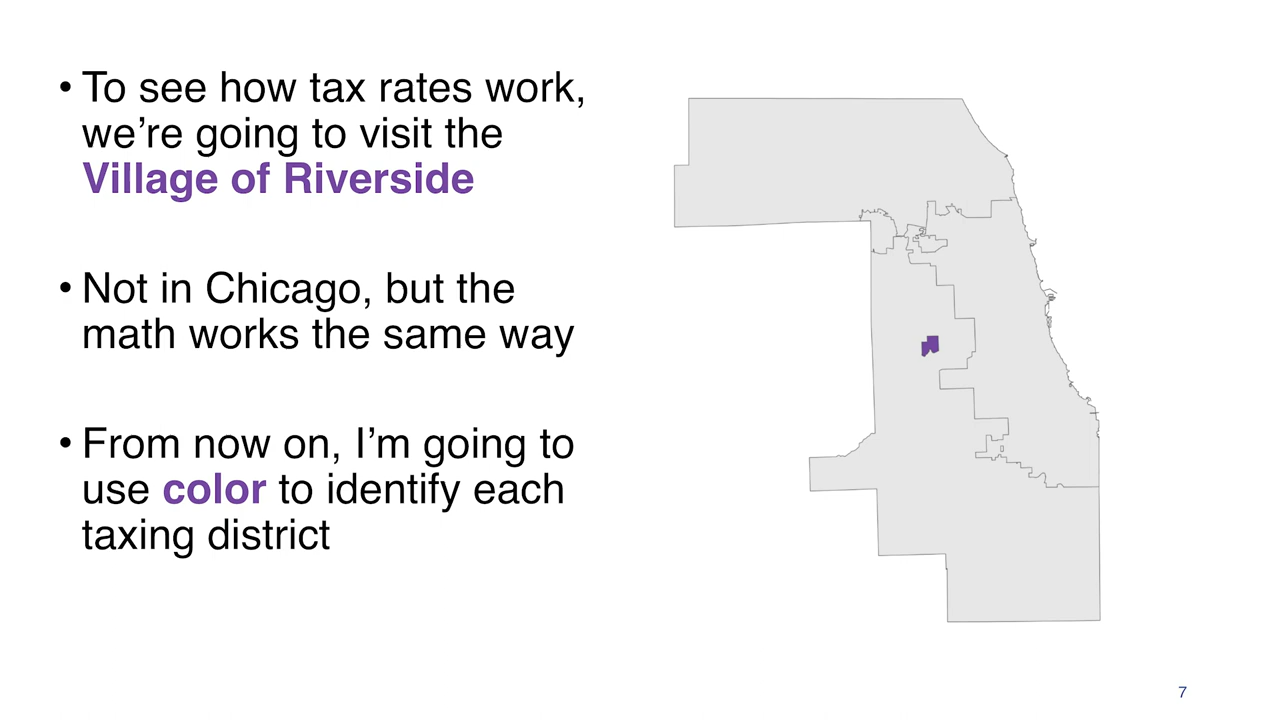 • To see how tax rates work,
we’re going to visit the
Village of Riverside
• Not in Chicago, but the
math works the same way
• From now on, I’m going to
use color to identify each
taxing district
7